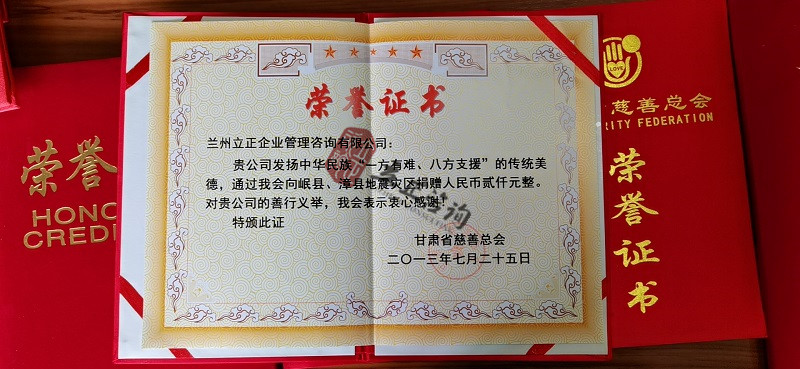 荣誉证书
兰州立正企业管理咨询有限公司：
贵公司发扬中华民族“一方有难、八方支援”的传统美
德，通过我会向岷县、漳县地震灾区捐赠人民币贰仟元整。
对贵公司的善行义举，我会表示衷心感谢！
特颁此证
甘肃省慈善总会
二〇一三年七月二十五日
立正咨询
荣誉
HONO
CREDI
LOVE
慈善总会
RITY FEDERATION
荣誉证书